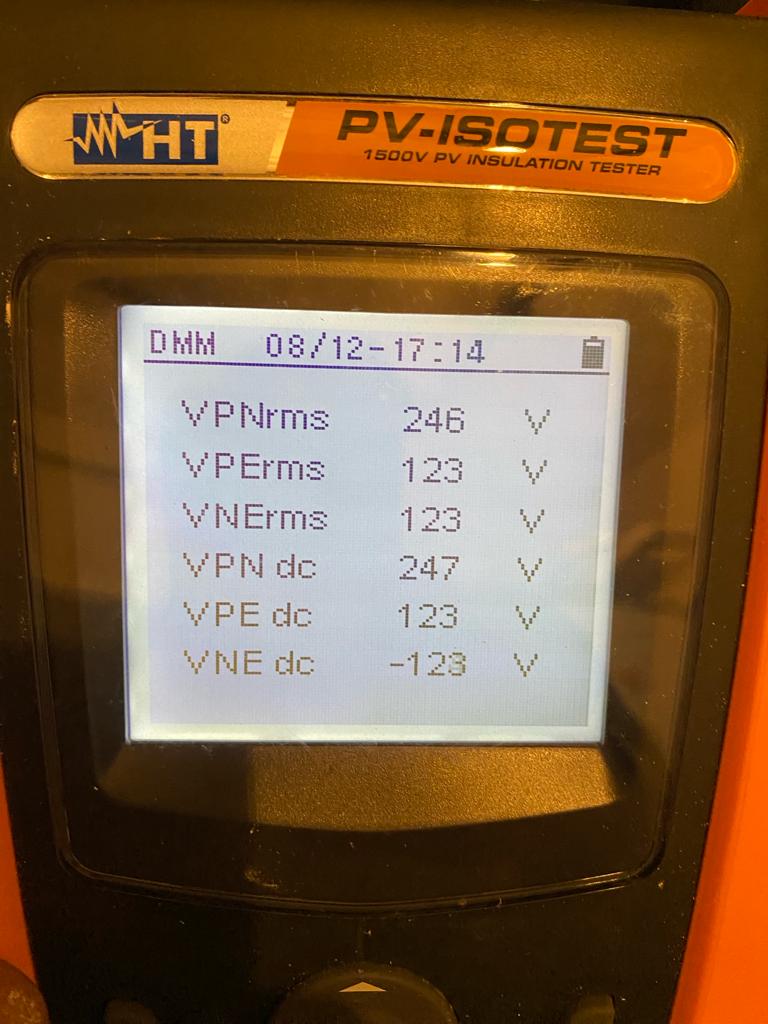 HT®
PV-ISOTEST
1500V PV INSULATION TESTER
DMM 08/12-17:14
VPNrms 246 V
VPErms 123 V
VNErms 123 V
VPN dc 247 V
VPE dc 123 V
VNE dc -123 V